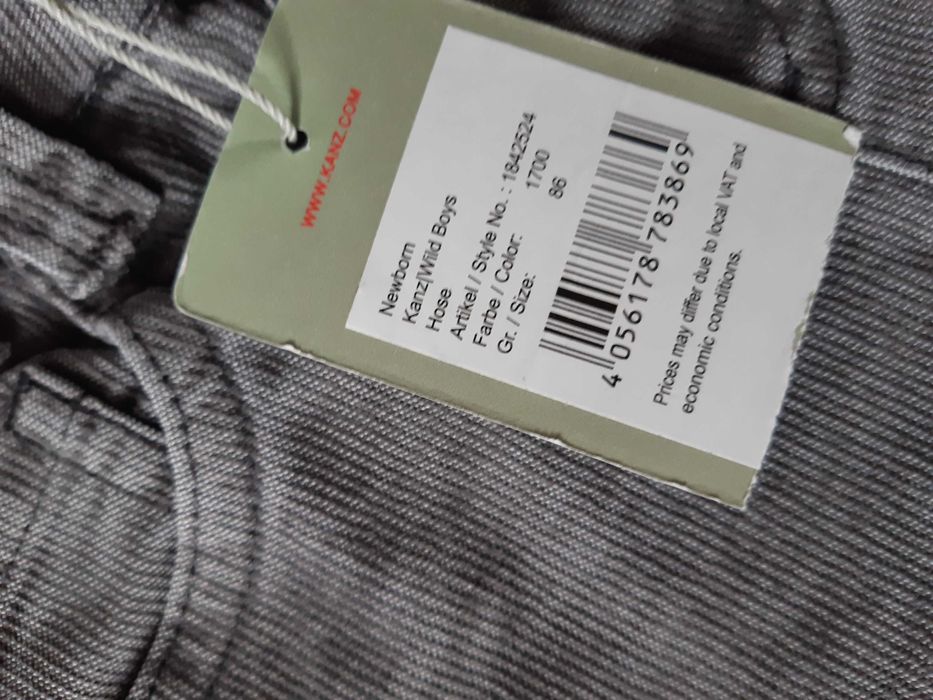 WWW.KANZ.COM
Newborn
Kanz|Wild Boys
Hose
Artikel / Style No. : 1842524
Farbe / Color: 1700
Gr. / Size: 86
4 056178 783869
Prices may differ due to local VAT and
economic conditions.